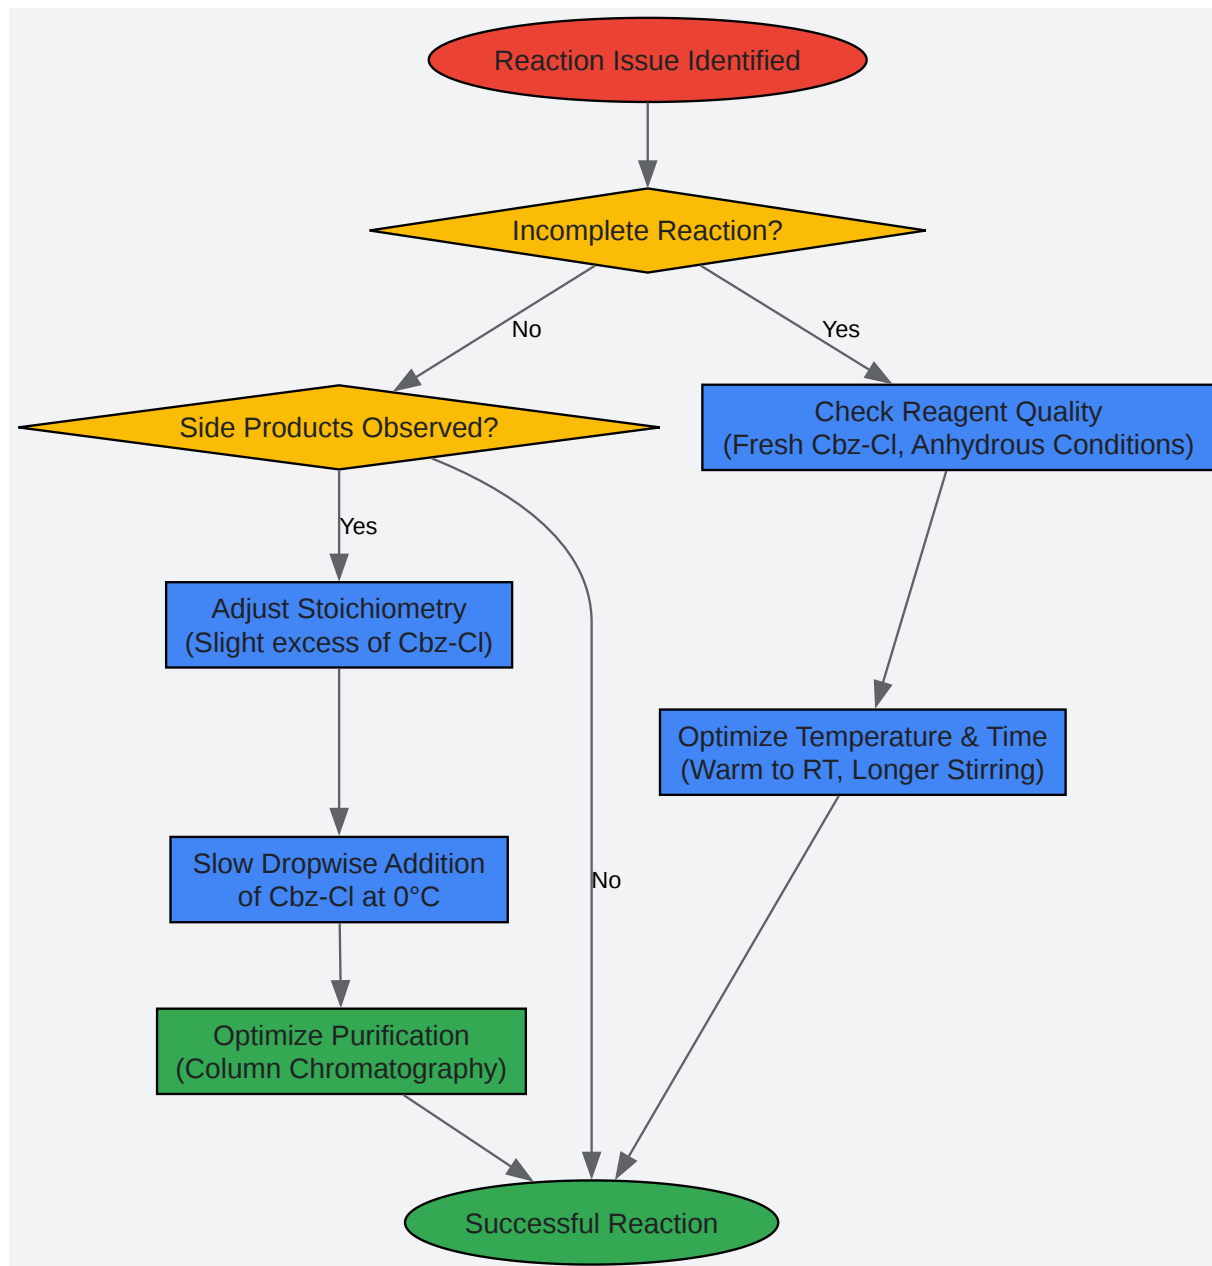 Reaction Issue Identified
Incomplete Reaction?
No
Yes
Side Products Observed?
Check Reagent Quality
(Fresh Cbz-Cl, Anhydrous Conditions)
Yes
Adjust Stoichiometry
(Slight excess of Cbz-Cl)
Optimize Temperature & Time
(Warm to RT, Longer Stirring)
Slow Dropwise Addition
of Cbz-Cl at 0°C
No
Optimize Purification
(Column Chromatography)
Successful Reaction